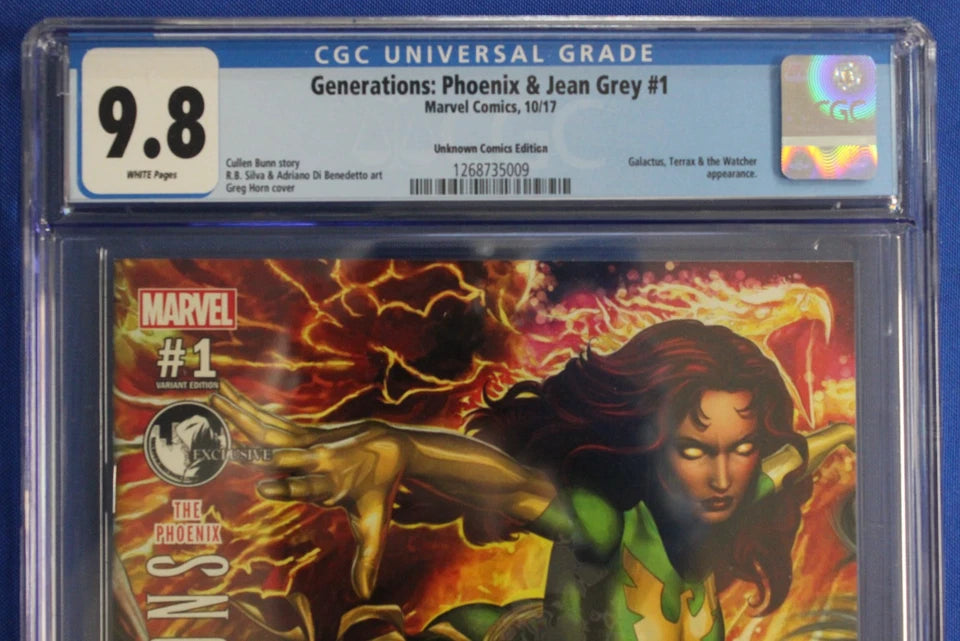 CGC UNIVERSAL GRADE
9.8
WHITE Pages
Generations: Phoenix & Jean Grey #1
Marvel Comics, 10/17
Unknown Comics Edition
Cullen Bunn story
R.B. Silva & Adriano Di Benedetto art
Greg Horn cover
1268735009
Galactus, Terrax & the Watcher
appearance.
CGC
CGC
MARVEL
#1
VARIANT EDITION
EXCLUSIVE
THE
PHOENIX
ONS